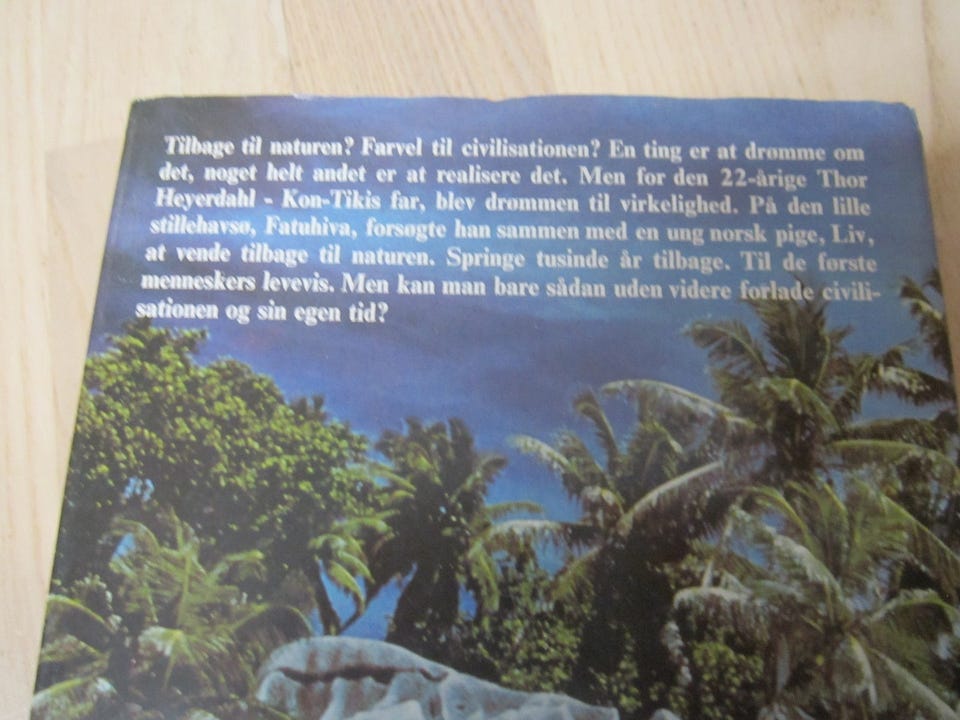 Tilbage til naturen? Farvel til civilisationen? En ting er at drømme om
det, noget helt andet er at realisere det. Men for den 22-årige Thor
Heyerdahl - Kon-Tikis far, blev drømmen til virkelighed. På den lille
stillehavsø, Fatuhiva, forsøgte han sammen med en ung norsk pige, Liv,
at vende tilbage til naturen. Springe tusinde år tilbage. Til de første
menneskers levevis. Men kan man bare sådan uden videre forlade civili-
sationen og sin egen tid?